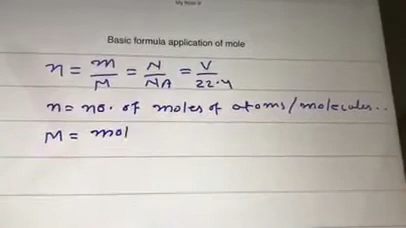 Basic formula application of mole
n = m/M = N/NA = V/22.4
n = no. of moles of atoms/molecules..
M = mol